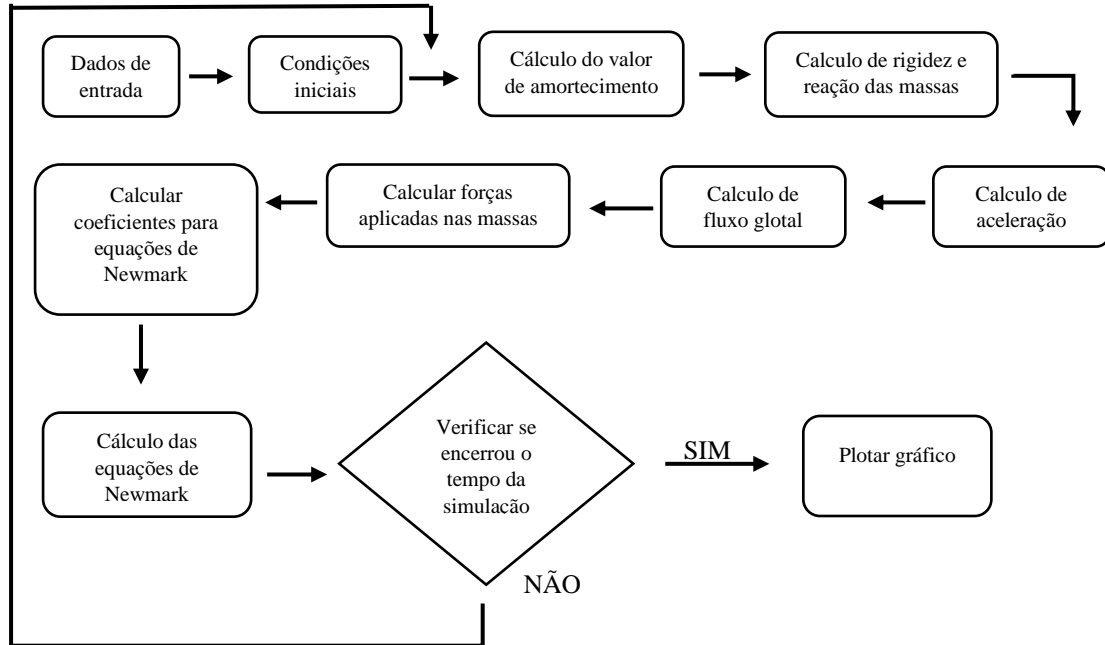 Dados de
entrada
Condições
iniciais
Cálculo do valor
de amortecimento
Calculo de rigidez e
reação das massas
Calculo de
aceleração
Calculo de
fluxo glotal
Calcular forças
aplicadas nas massas
Calcular
coeficientes para
equações de
Newmark
Cálculo das
equações de
Newmark
Verificar se
encerrou o
tempo da
simulacão
SIM
Plotar gráfico
NÃO